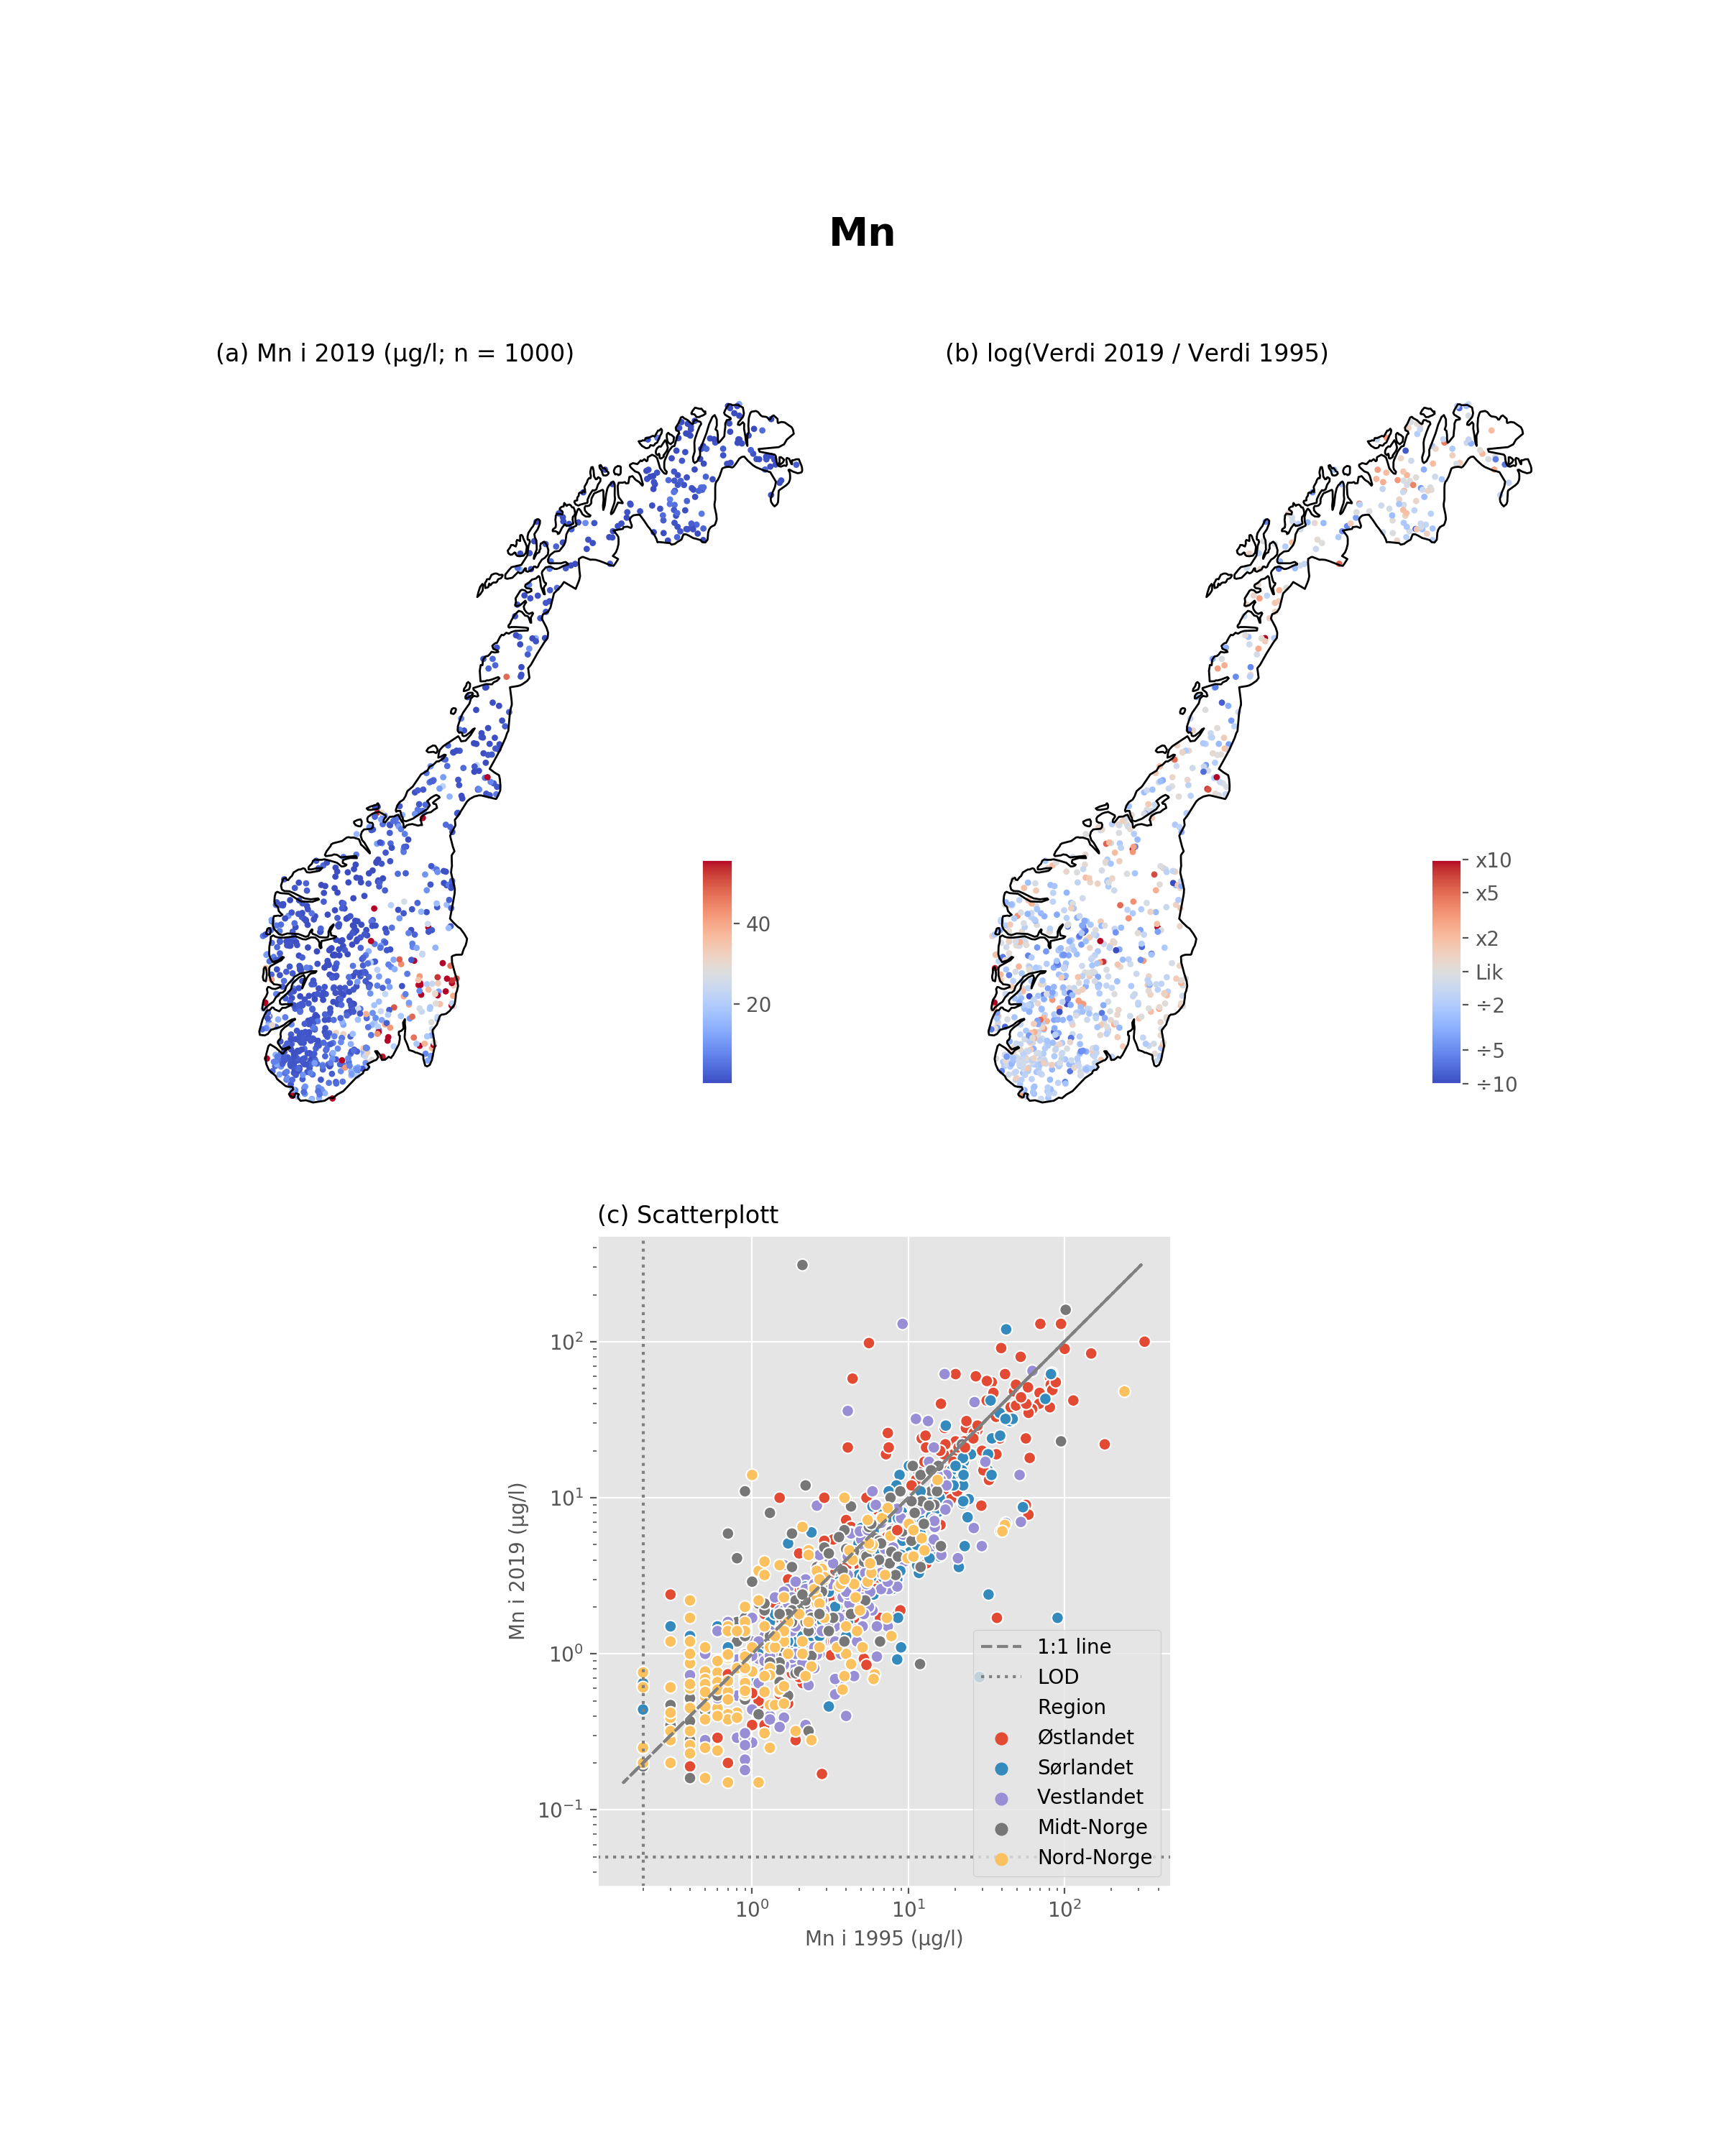 Mn
(a) Mn i 2019 (µg/l; n = 1000)
(b) log(Verdi 2019 / Verdi 1995)
40
20
x10
x5
x2
Lik
÷2
÷5
÷10
(c) Scatterplott
10²
10¹
10⁰
10⁻¹
Mn i 2019 (µg/l)
1:1 line
LOD
Region
Østlandet
Sørlandet
Vestlandet
Midt-Norge
Nord-Norge
10⁰ 10¹ 10²
Mn i 1995 (µg/l)